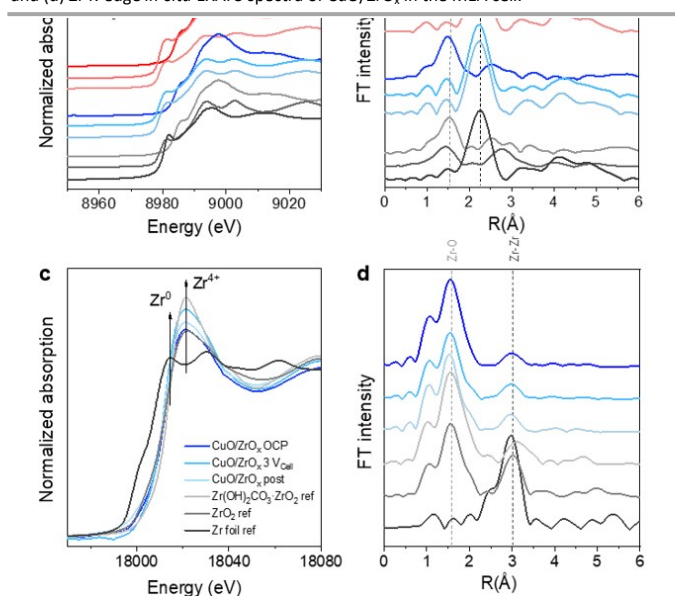 and (d) Zr K-edge in situ EXAFS spectra of CuO/ZrOx in the MEA cell.
Normalized absor
8960 8980 9000 9020
Energy (eV)
FT intensity
0 1 2 3 4 5 6
R(Å)
c
Zr0
Zr4+
Normalized absorption
CuO/ZrOx OCP
CuO/ZrOx 3 VCell
CuO/ZrOx post
Zr(OH)2CO3·ZrO2 ref
ZrO2 ref
Zr foil ref
18000 18040 18080
Energy (eV)
Zr-O
Zr-Zr
d
FT intensity
0 1 2 3 4 5 6
R(Å)